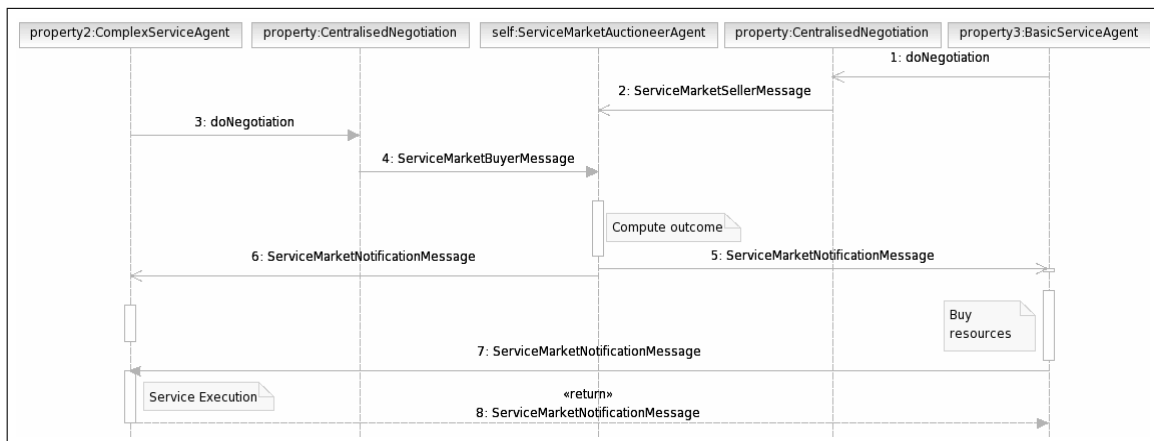 property2:ComplexServiceAgent
property:CentralisedNegotiation
self:ServiceMarketAuctioneerAgent
property:CentralisedNegotiation
property3:BasicServiceAgent
1: doNegotiation
2: ServiceMarketSellerMessage
3: doNegotiation
4: ServiceMarketBuyerMessage
Compute outcome
6: ServiceMarketNotificationMessage
5: ServiceMarketNotificationMessage
Buy
resources
7: ServiceMarketNotificationMessage
Service Execution
«return»
8: ServiceMarketNotificationMessage